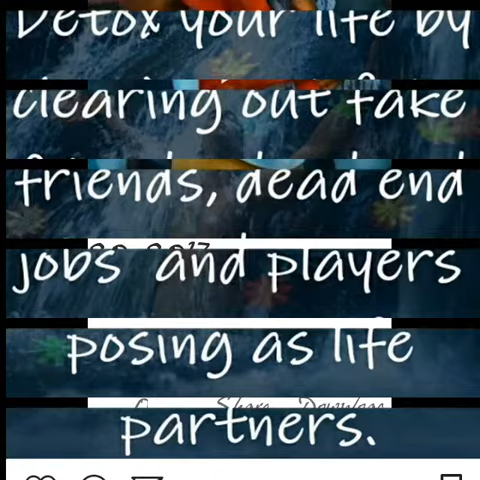 Detox your life by
clearing out fake
friends, dead end
jobs and players
posing as life
partners.